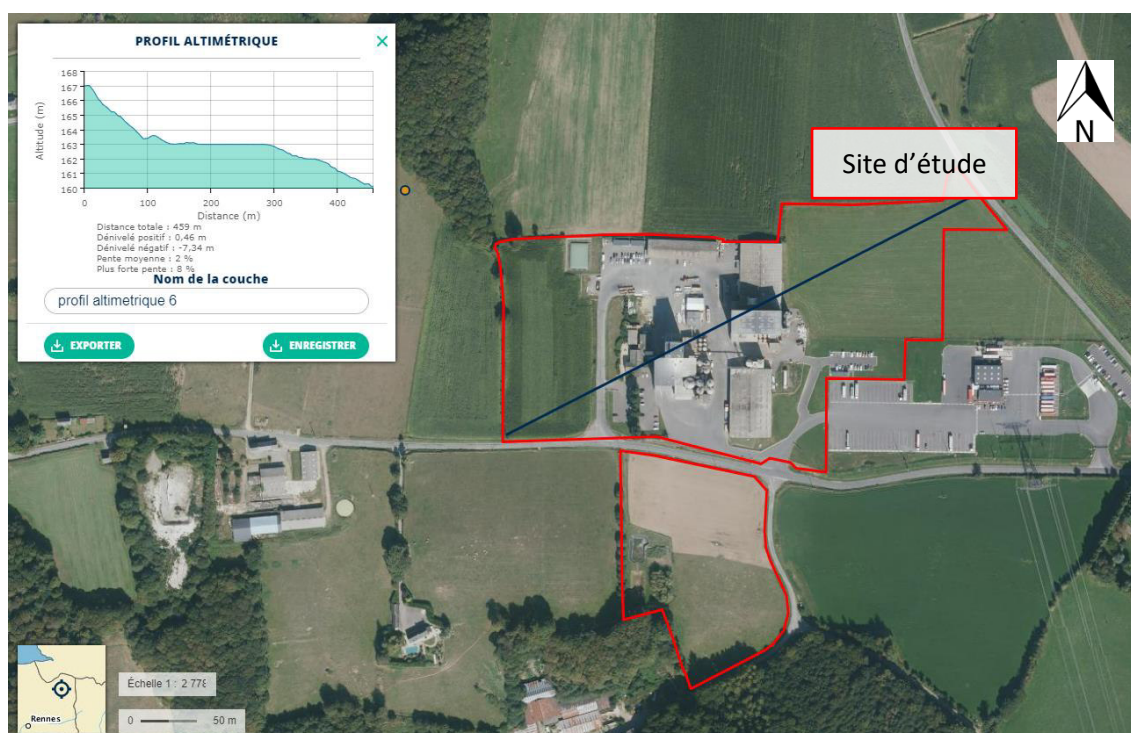 PROFIL ALTIMÉTRIQUE
168
167
166
165
164
163
162
161
160
Altitude (m)
0 100 200 300 400
Distance (m)
Distance totale : 459 m
Dénivelé positif : 0,46 m
Dénivelé négatif : -7,34 m
Pente moyenne : 2 %
Plus forte pente : 8 %
Nom de la couche
profil altimetrique 6
EXPORTER
ENREGISTRER
N
Site d'étude
Rennes
Échelle 1 : 2 778
0 50 m